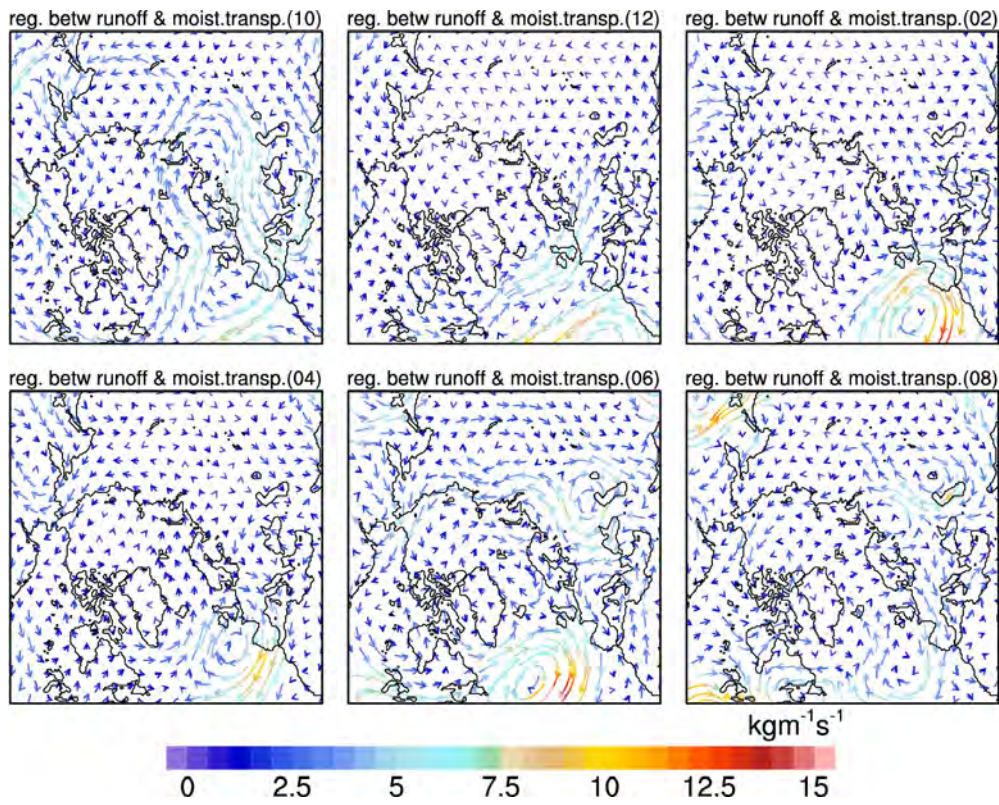 reg. betw runoff & moist.transp.(10)
reg. betw runoff & moist.transp.(12)
reg. betw runoff & moist.transp.(02)
reg. betw runoff & moist.transp.(04)
reg. betw runoff & moist.transp.(06)
reg. betw runoff & moist.transp.(08)
kgm⁻¹s⁻¹
0 2.5 5 7.5 10 12.5 15